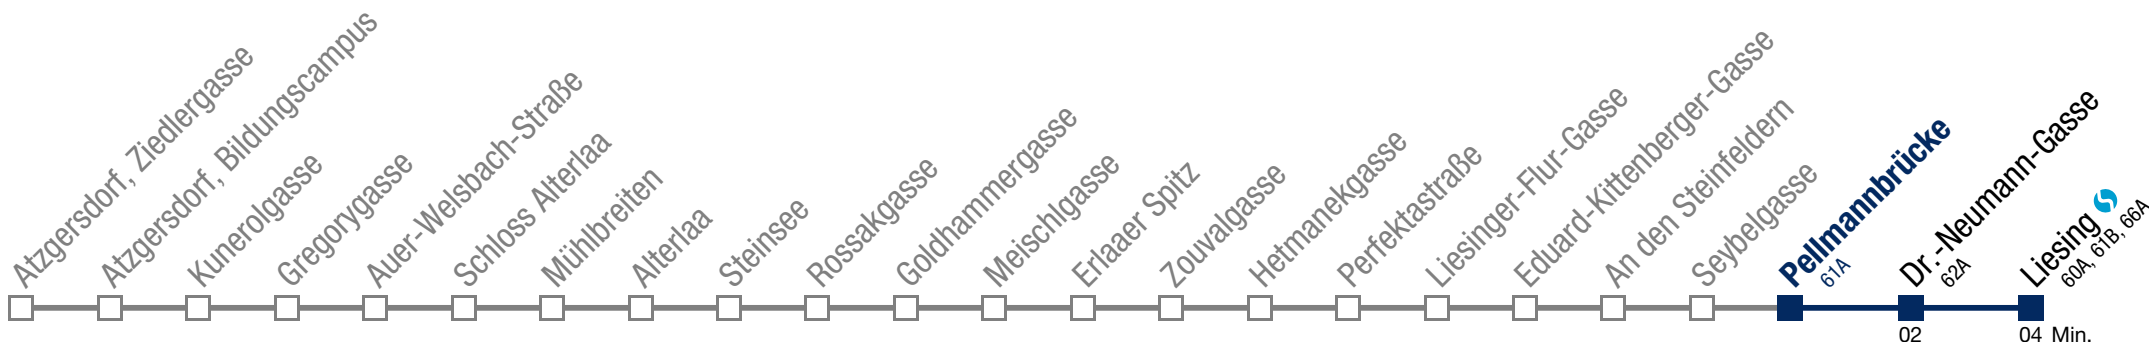 Atzgersdorf, Ziedlergasse
Atzgersdorf, Bildungscampus
Kunerolgasse
Gregorygasse
Auer-Welsbach-Straße
Schloss Alterlaa
Mühlbreiten
Alterlaa
Steinsee
Rossakgasse
Goldhammergasse
Meischlgasse
Erlaaer Spitz
Zouvalgasse
Hetmanekgasse
Perfektastraße
Liesinger-Flur-Gasse
Eduard-Kittenberger-Gasse
An den Steinfeldern
Seybelgasse
Pellmannbrücke
61A
Dr.-Neumann-Gasse
62A
Liesing
60A, 61B, 66A
02
04 Min.